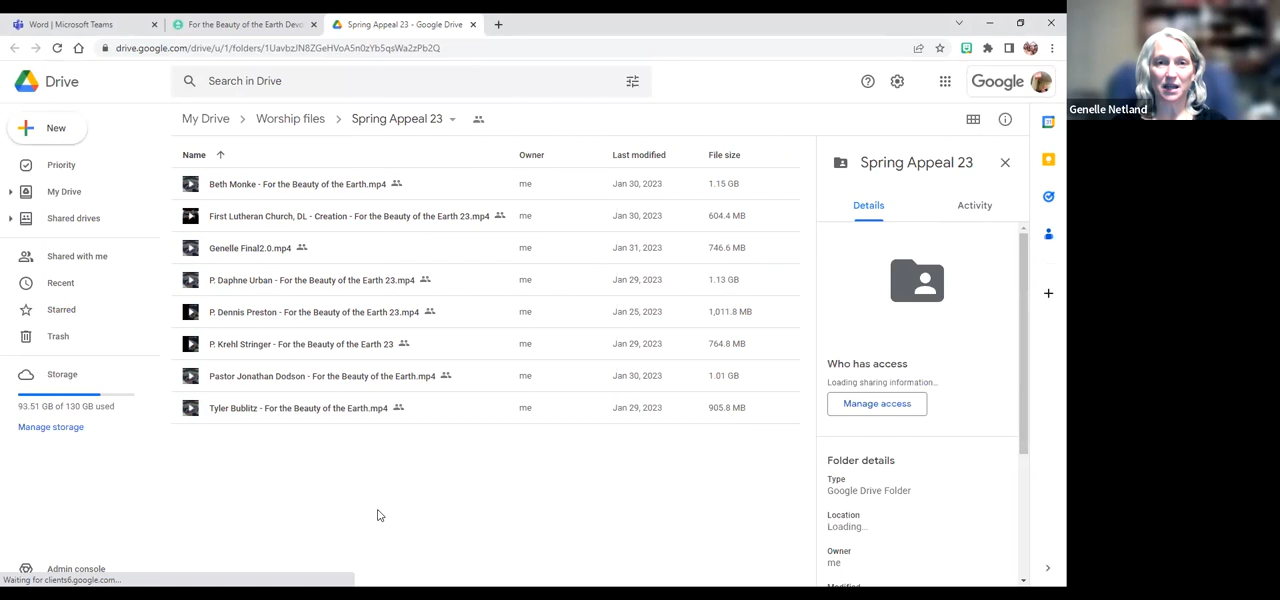 Word | Microsoft Teams
For the Beauty of the Earth Devo
Spring Appeal 23 - Google Drive
drive.google.com/drive/u/1/folders/1UavbzJN8ZGeHVoA5n0zYb5qsWa2zPb2Q
Genelle Netland
Drive
Search in Drive
Google
New
My Drive
Worship files
Spring Appeal 23
Name
Owner
Last modified
File size
Spring Appeal 23
Priority
Beth Monke - For the Beauty of the Earth.mp4
me
Jan 30, 2023
1.15 GB
My Drive
Details
Activity
Shared drives
First Lutheran Church, DL - Creation - For the Beauty of the Earth 23.mp4
me
Jan 30, 2023
604.4 MB
Shared with me
Genelle Final2.0.mp4
me
Jan 31, 2023
746.6 MB
Recent
P. Daphne Urban - For the Beauty of the Earth 23.mp4
me
Jan 29, 2023
1.13 GB
Starred
P. Dennis Preston - For the Beauty of the Earth 23.mp4
me
Jan 25, 2023
1,011.8 MB
Trash
P. Krehl Stringer - For the Beauty of the Earth 23
me
Jan 29, 2023
764.8 MB
Storage
Pastor Jonathan Dodson - For the Beauty of the Earth.mp4
me
Jan 30, 2023
1.01 GB
Who has access
Loading sharing information...
93.51 GB of 130 GB used
Tyler Bublitz - For the Beauty of the Earth.mp4
me
Jan 29, 2023
905.8 MB
Manage access
Manage storage
Folder details
Type
Google Drive Folder
Location
Loading...
Owner
me
Modified
Admin console
Waiting for clients6.google.com...